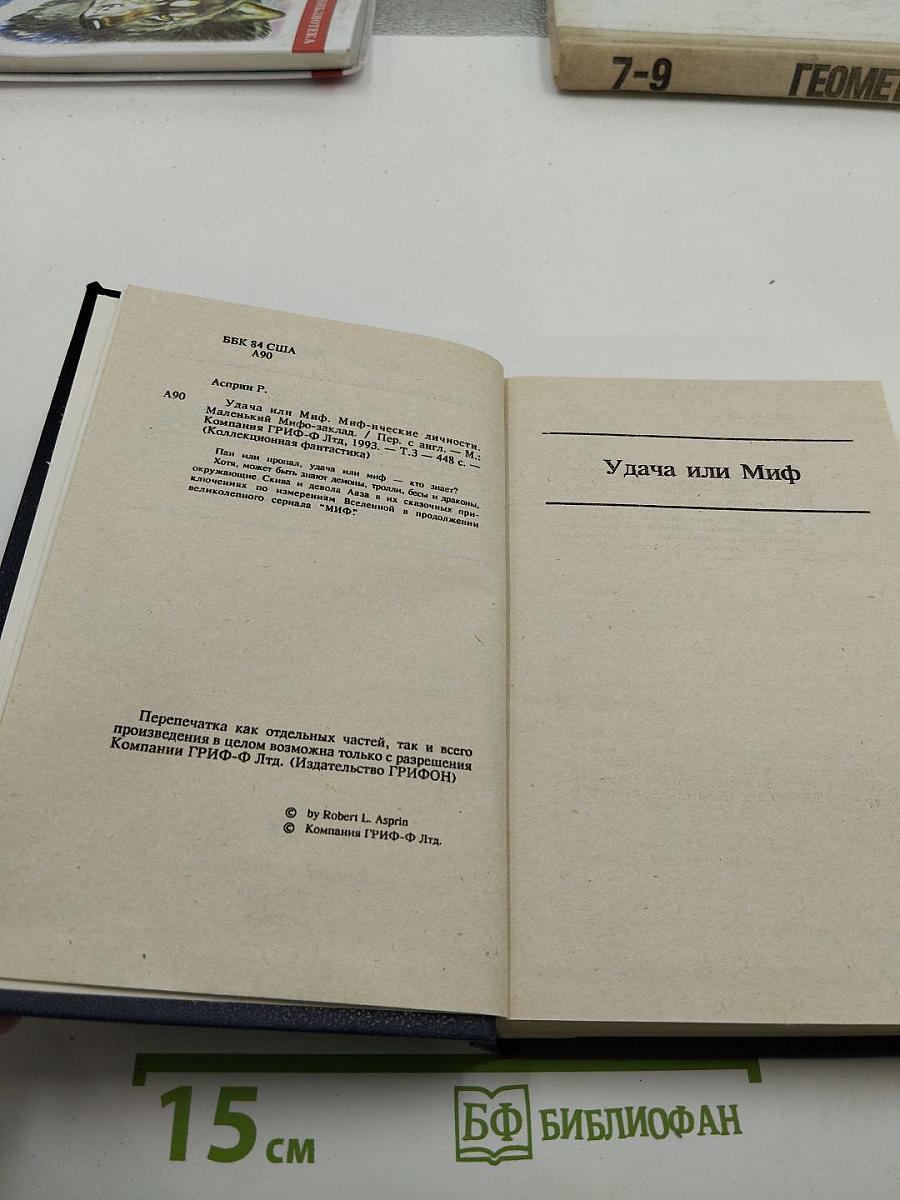 БИБЛИОТЕКА
7-9
ГЕОМЕТ
ББК 84 США
А90
Асприн Р.
А90
Удача или Миф. Миф-ические личности.
Маленький Мифо-заклад. / Пер. с англ. — М.:
Компания ГРИФ-Ф Лтд, 1993. — Т.3 — 448 с. —
(Коллекционная фантастика)
Пан или пропал, удача или миф — кто знает?
Хотя, может быть знают демоны, тролли, бесы и драконы,
окружающие Скива и девола Ааза в их сказочных при-
ключениях по измерениям Вселенной в продолжении
великолепного сериала "МИФ".
Перепечатка как отдельных частей, так и всего
произведения в целом возможна только с разрешения
Компании ГРИФ-Ф Лтд. (Издательство ГРИФОН)
© by Robert L. Asprin
© Компания ГРИФ-Ф Лтд.
Удача или Миф
15 см
БФ БИБЛИОФАН